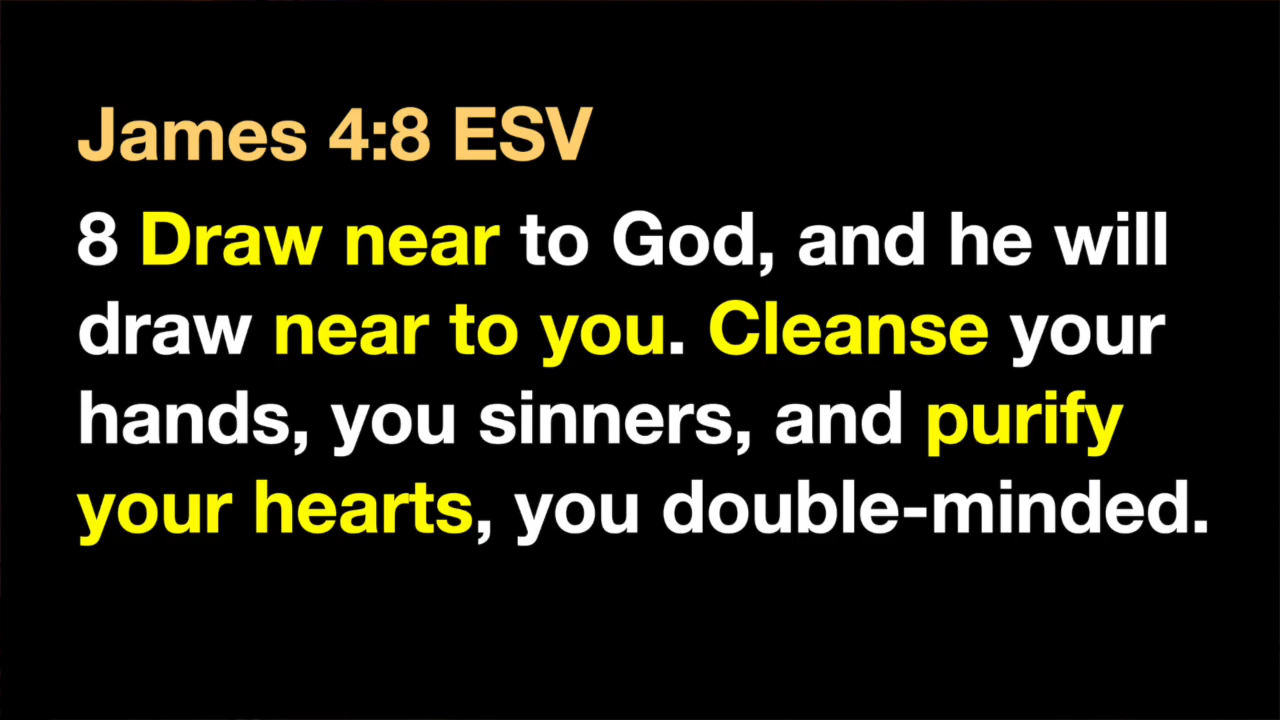 James 4:8 ESV
8 Draw near to God, and he will
draw near to you. Cleanse your
hands, you sinners, and purify
your hearts, you double-minded.